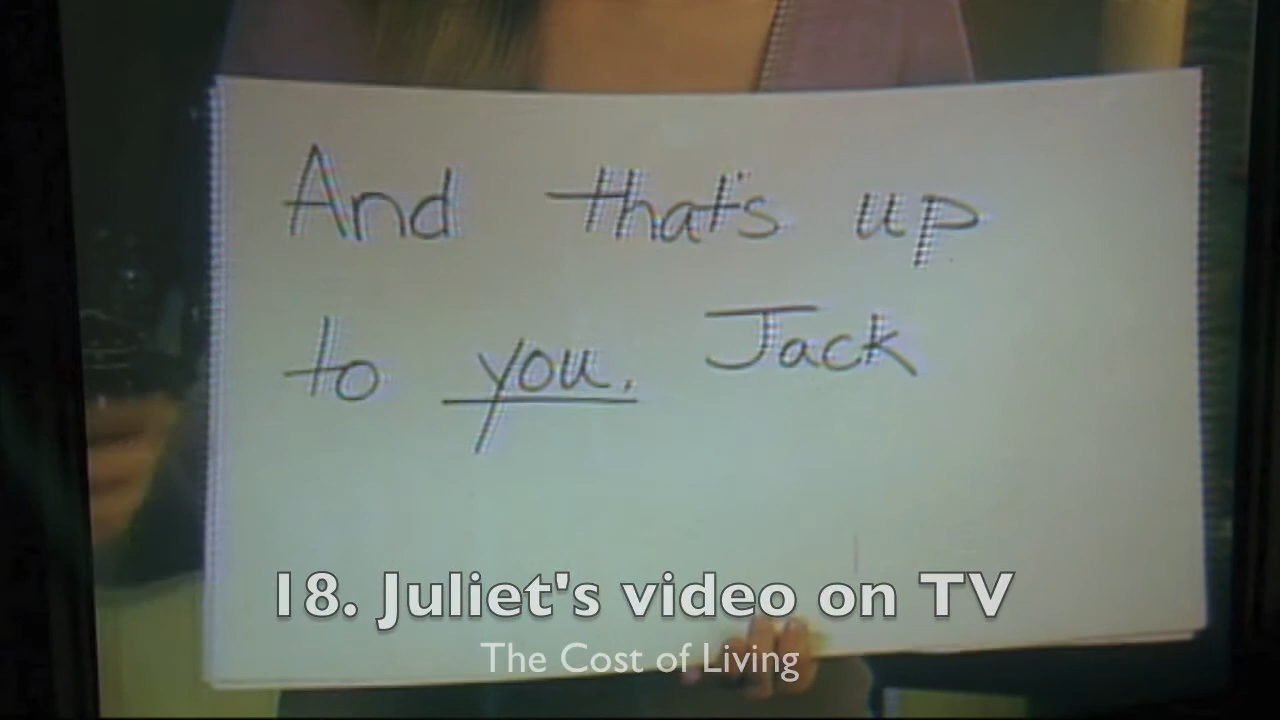 And that's up
to you. Jack
18. Juliet's video on TV
The Cost of Living